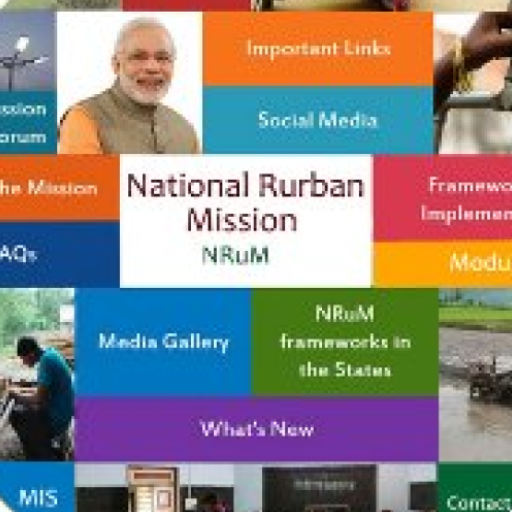 Important Links
ssion
orum
Social Media
he Mission
National Rurban
Mission
NRuM
Framewo
Implemen
AQs
Modu
Media Gallery
NRuM
frameworks in
the States
What's New
MIS
Contact